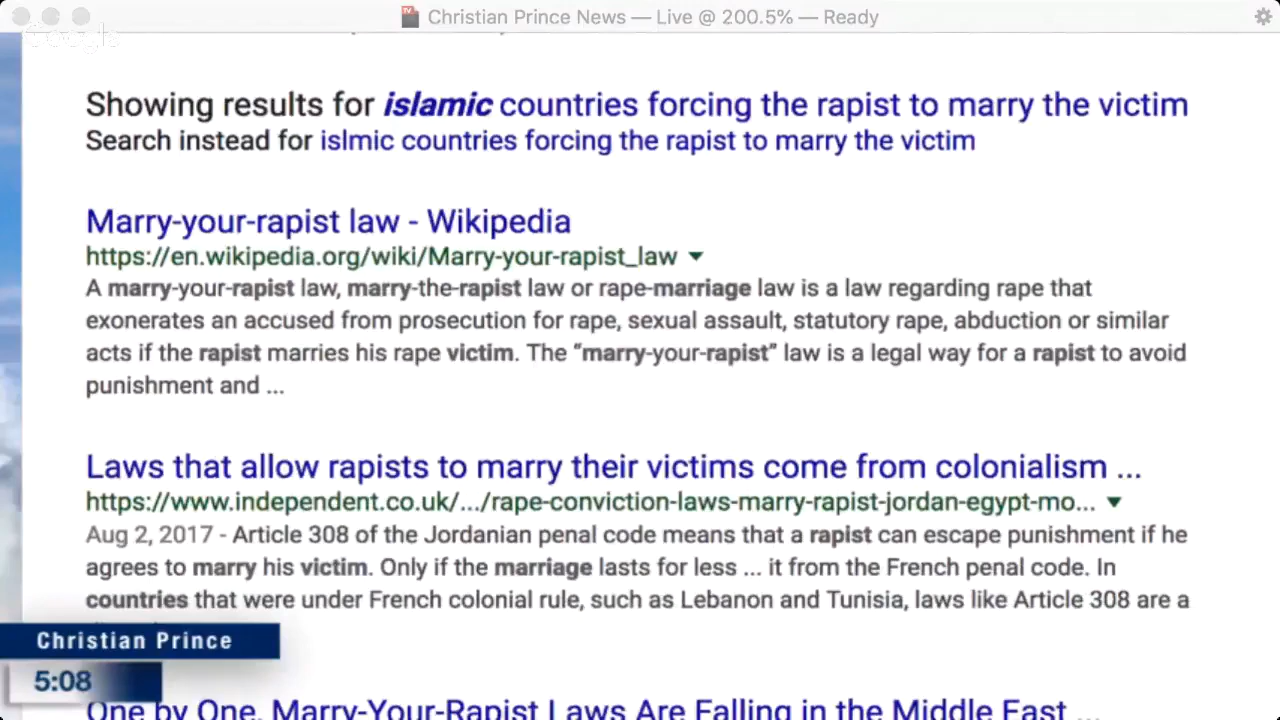 Christian Prince News — Live @ 200.5% — Ready
Google
Showing results for islamic countries forcing the rapist to marry the victim
Search instead for islmic countries forcing the rapist to marry the victim
Marry-your-rapist law - Wikipedia
https://en.wikipedia.org/wiki/Marry-your-rapist_law
A marry-your-rapist law, marry-the-rapist law or rape-marriage law is a law regarding rape that
exonerates an accused from prosecution for rape, sexual assault, statutory rape, abduction or similar
acts if the rapist marries his rape victim. The “marry-your-rapist” law is a legal way for a rapist to avoid
punishment and ...
Laws that allow rapists to marry their victims come from colonialism ...
https://www.independent.co.uk/.../rape-conviction-laws-marry-rapist-jordan-egypt-mo...
Aug 2, 2017 - Article 308 of the Jordanian penal code means that a rapist can escape punishment if he
agrees to marry his victim. Only if the marriage lasts for less ... it from the French penal code. In
countries that were under French colonial rule, such as Lebanon and Tunisia, laws like Article 308 are a
Christian Prince
5:08
One by One, Marry-Your-Rapist Laws Are Falling in the Middle East ...